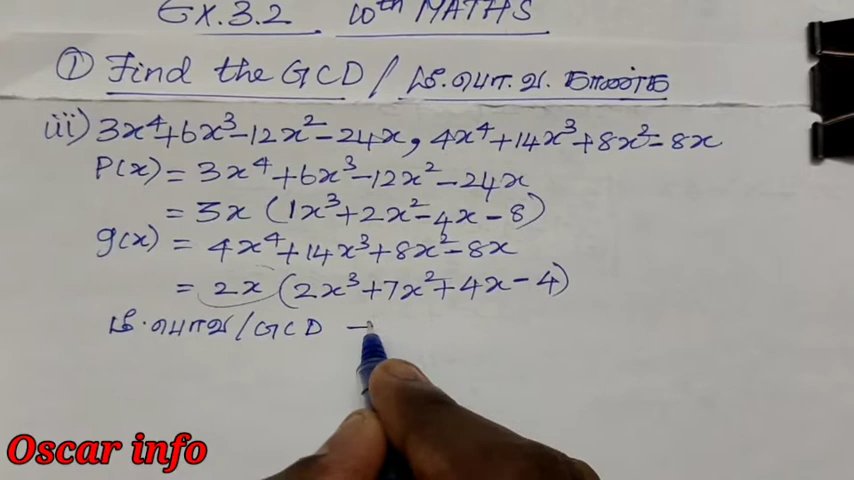 Ex.3.2 10th MATHS
① Find the GCD / மீ.பொ.வ. காண்க
iii) 3x⁴+6x³-12x²-24x, 4x⁴+14x³+8x²-8x
P(x) = 3x⁴+6x³-12x²-24x
= 3x (1x³+2x²-4x-8)
g(x) = 4x⁴+14x³+8x²-8x
= 2x (2x³+7x²+4x-4)
மீ.பொ.வ/GCD
Oscar info